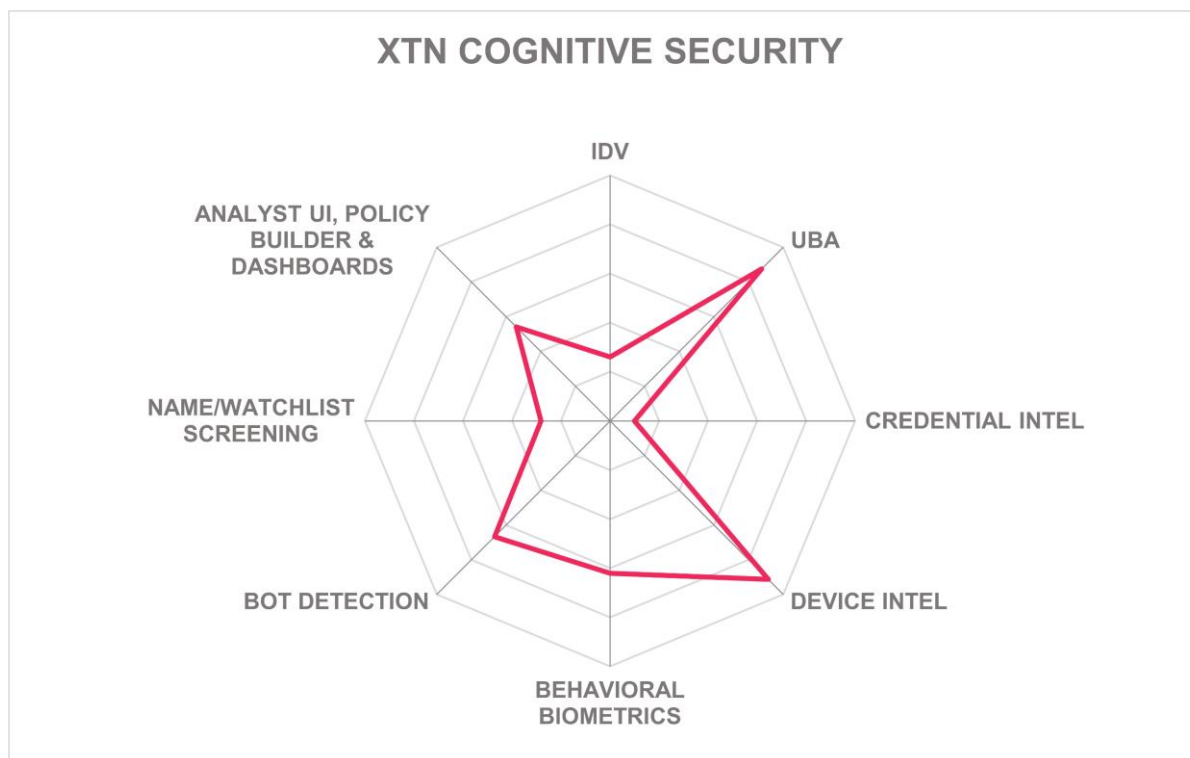 XTN COGNITIVE SECURITY
IDV
ANALYST UI, POLICY
BUILDER &
DASHBOARDS
UBA
NAME/WATCHLIST
SCREENING
CREDENTIAL INTEL
BOT DETECTION
DEVICE INTEL
BEHAVIORAL
BIOMETRICS